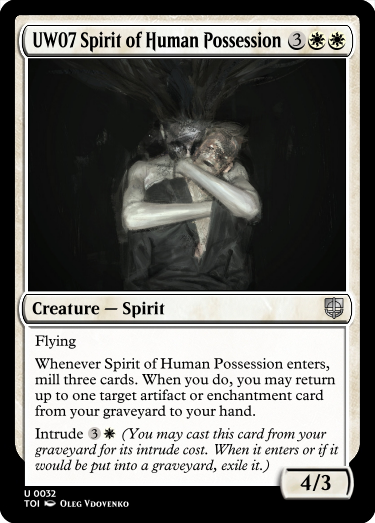 UW07 Spirit of Human Possession 3
Creature — Spirit
Flying
Whenever Spirit of Human Possession enters,
mill three cards. When you do, you may return
up to one target artifact or enchantment card
from your graveyard to your hand.
Intrude 3 (You may cast this card from your
graveyard for its intrude cost. When it enters or if it
would be put into a graveyard, exile it.)
4/3
U 0032
TOI Oleg Vdovenko